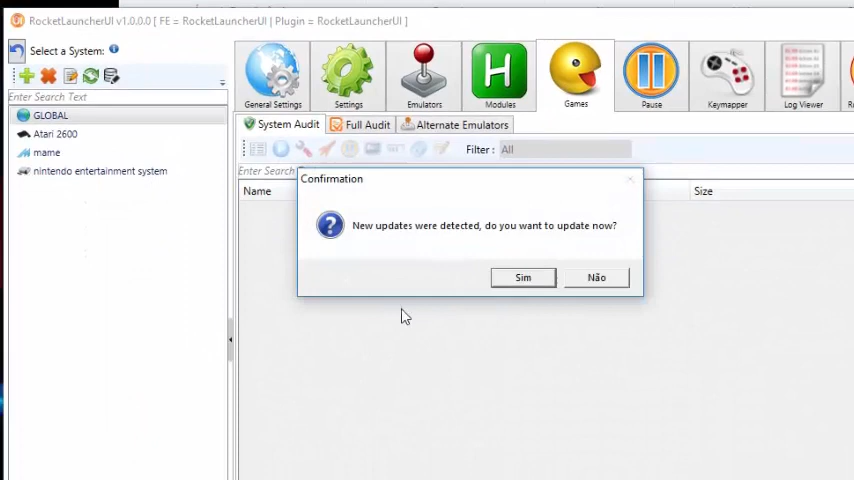 RocketLauncherUI v1.0.0.0 [ FE = RocketLauncherUI | Plugin = RocketLauncherUI ]
Select a System:
Enter Search Text
GLOBAL
Atari 2600
mame
nintendo entertainment system
General Settings
Settings
Emulators
Modules
Games
Pause
Keymapper
Log Viewer
System Audit
Full Audit
Alternate Emulators
Filter : All
Enter Search
Name
Size
Confirmation
New updates were detected, do you want to update now?
Sim
Não